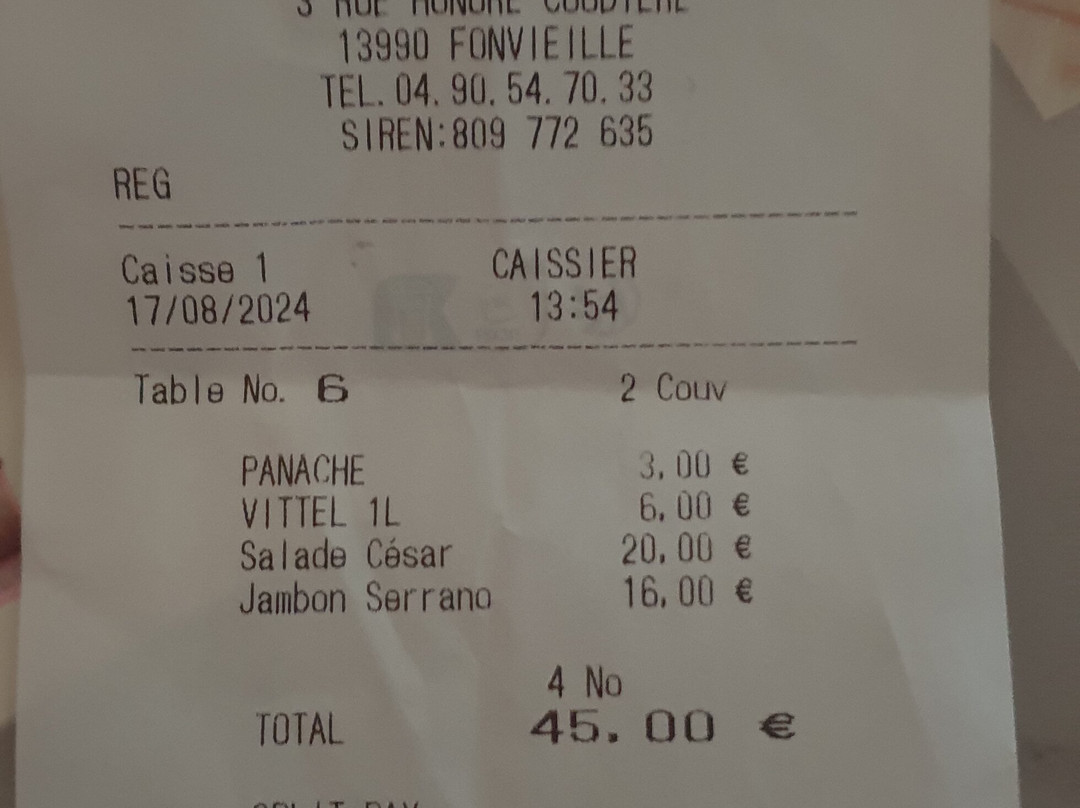 13990 FONVIEILLE
TEL. 04. 90. 54. 70. 33
SIREN:809 772 635
REG
Caisse 1 CAISSIER
17/08/2024 13:54
Table No. 6 2 Couv
PANACHE 3,00 €
VITTEL 1L 6,00 €
Salade César 20,00 €
Jambon Serrano 16,00 €
4 No
TOTAL 45.00 €